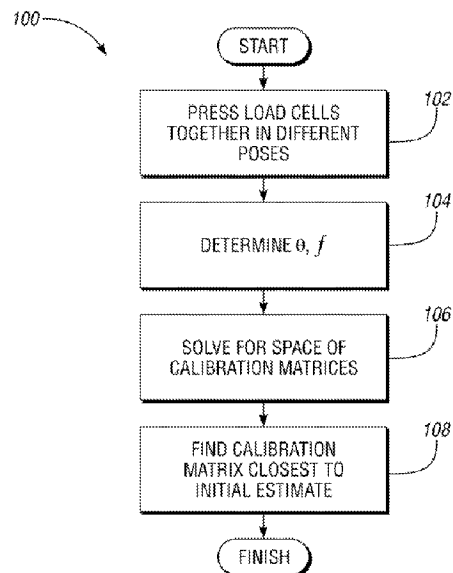 100
START
PRESS LOAD CELLS
TOGETHER IN DIFFERENT
POSES
102
DETERMINE θ, f
104
SOLVE FOR SPACE OF
CALIBRATION MATRICES
106
FIND CALIBRATION
MATRIX CLOSEST TO
INITIAL ESTIMATE
108
FINISH